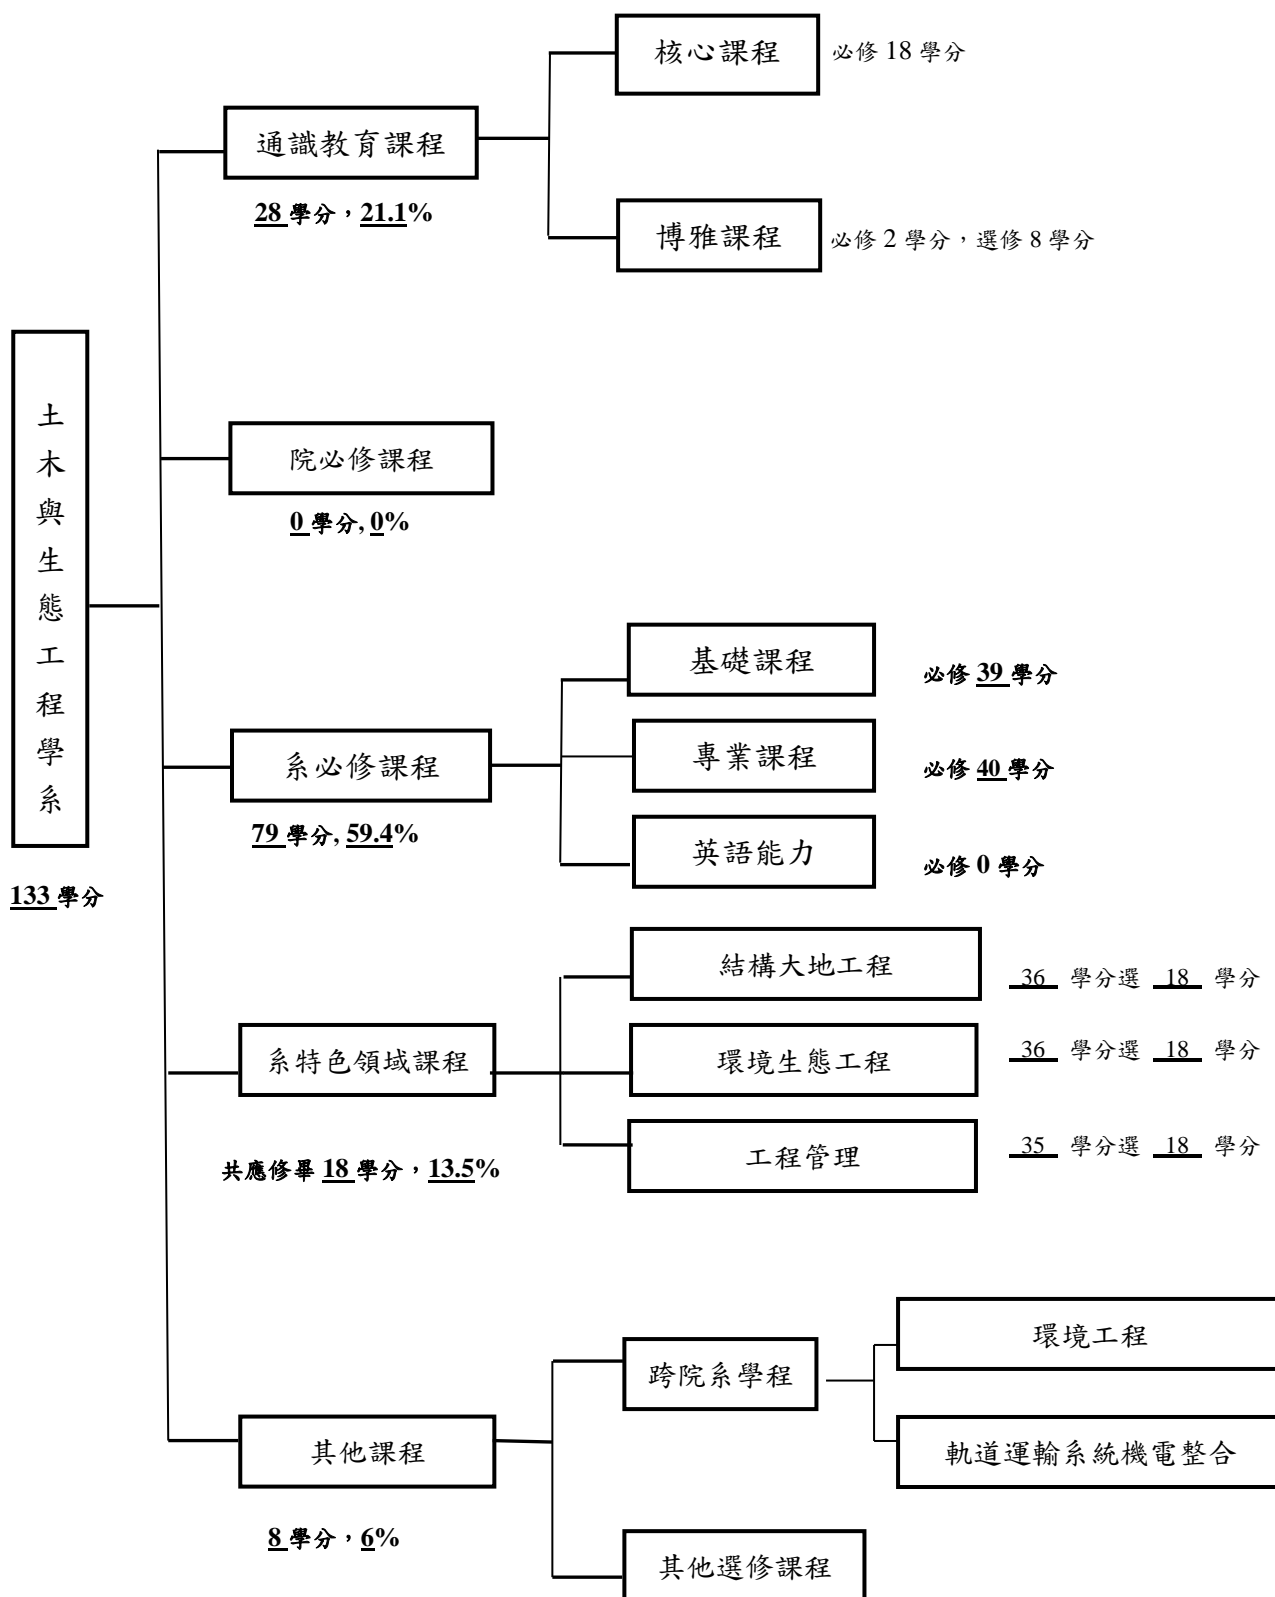 土木與生態工程學系
133 學分
通識教育課程
28 學分，21.1%
核心課程
必修 18 學分
博雅課程
必修 2 學分，選修 8 學分
院必修課程
0 學分, 0%
系必修課程
79 學分, 59.4%
基礎課程
必修 39 學分
專業課程
必修 40 學分
英語能力
必修 0 學分
系特色領域課程
共應修畢 18 學分，13.5%
結構大地工程
36 學分選 18 學分
環境生態工程
36 學分選 18 學分
工程管理
35 學分選 18 學分
其他課程
8 學分，6%
跨院系學程
環境工程
軌道運輸系統機電整合
其他選修課程